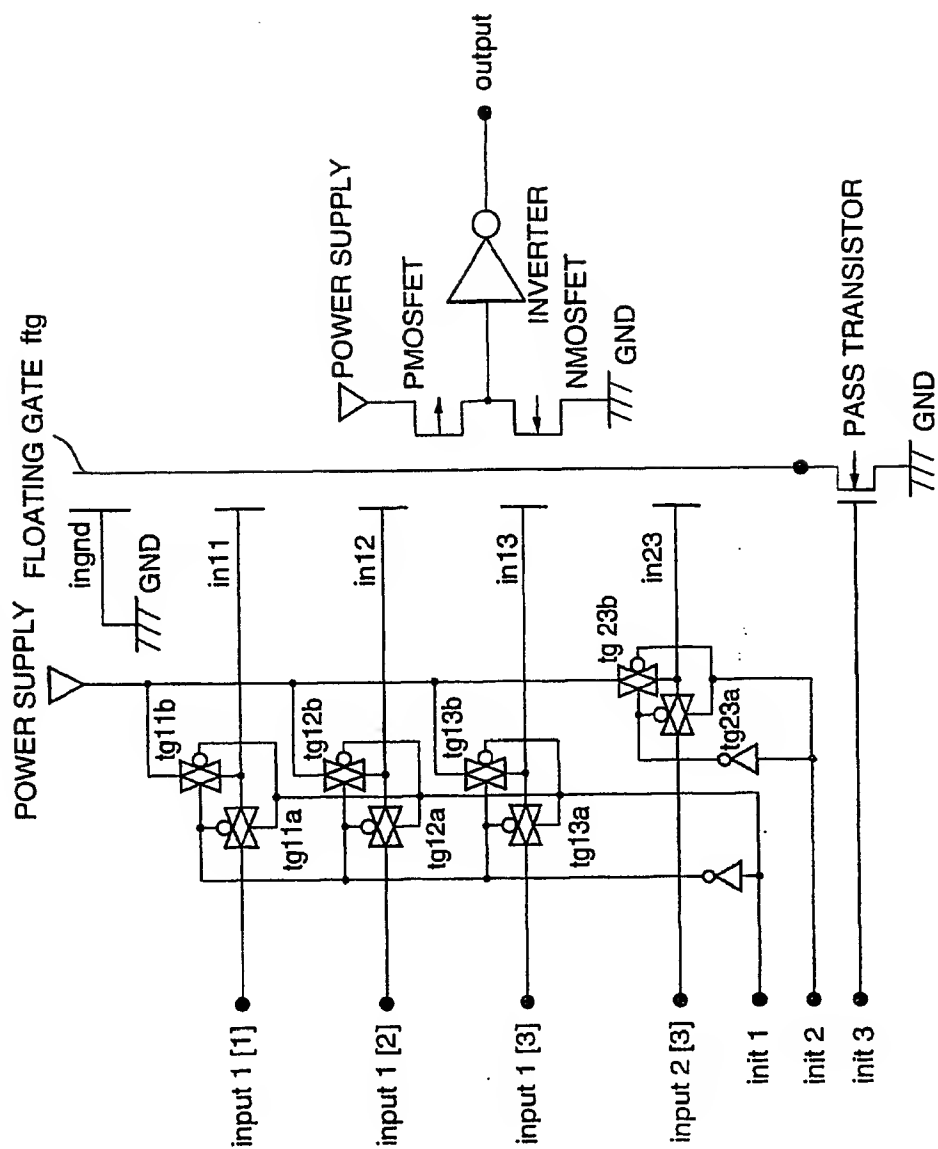 POWER SUPPLY
FLOATING GATE ftg
ingnd
GND
tg11b
in11
tg11a
input 1 [1]
tg12b
in12
tg12a
input 1 [2]
tg13b
in13
tg13a
input 1 [3]
tg 23b
in23
tg23a
input 2 [3]
init 1
init 2
init 3
POWER SUPPLY
PMOSFET
INVERTER
NMOSFET
GND
output
PASS TRANSISTOR
GND